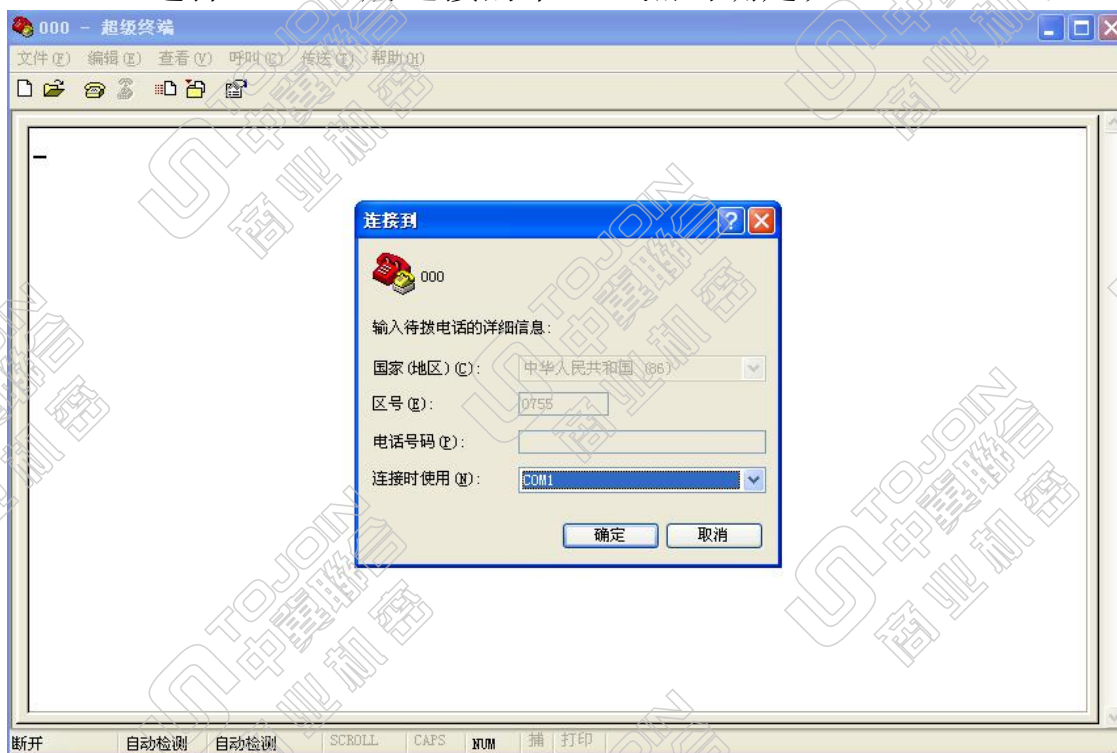 000 - 超级终端
文件(F) 编辑(E) 查看(V) 呼叫(C) 传送(T) 帮助(H)
连接到
000
输入待拨电话的详细信息:
国家(地区)(C): 中华人民共和国 (86)
区号(E): 0755
电话号码(P):
连接时使用(N): COM1
确定 取消
断开 自动检测 自动检测 SCROLL CAPS NUM 捕 打印
STOJOIN
中翼聯合
商业机密